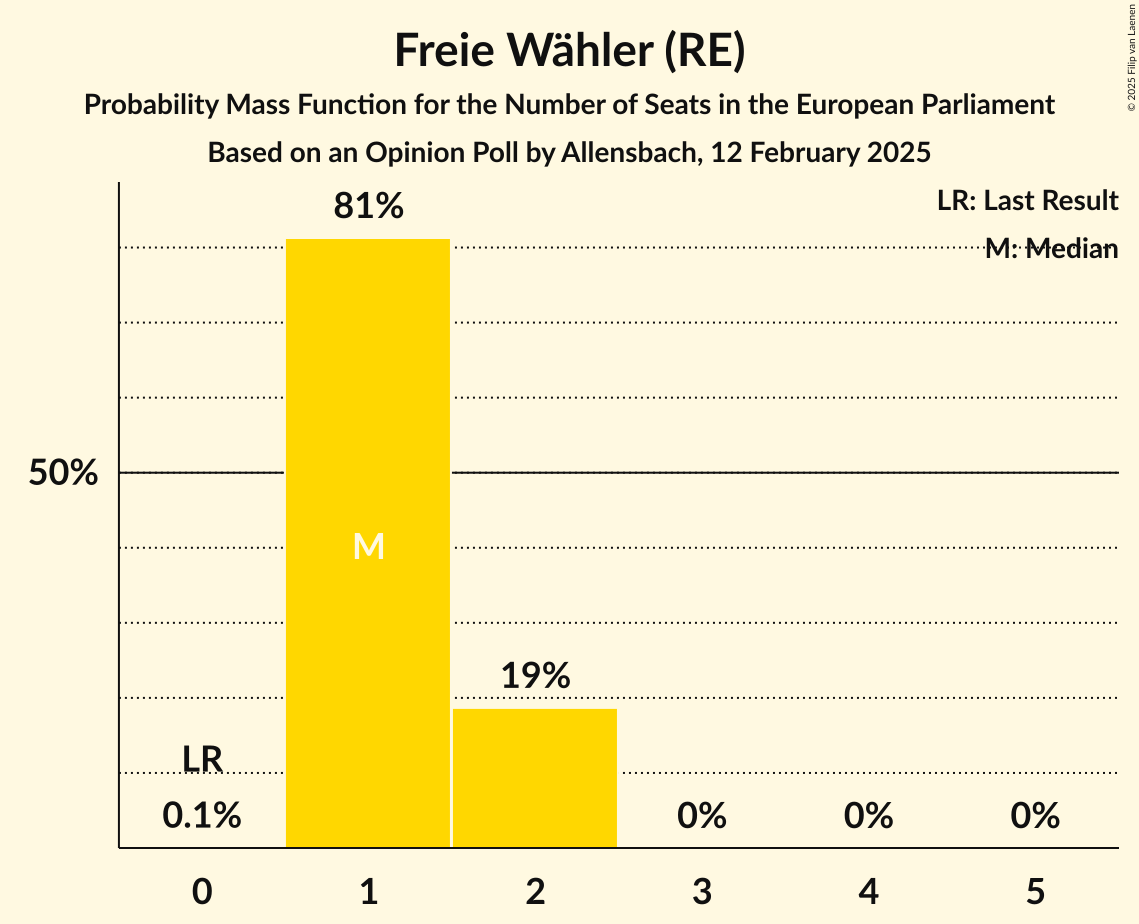 Freie Wähler (RE)
Probability Mass Function for the Number of Seats in the European Parliament
Based on an Opinion Poll by Allensbach, 12 February 2025
© 2025 Filip van Laenen
LR: Last Result
M: Median
81%
50%
M
19%
LR
0.1%
0%
0%
0%
0
1
2
3
4
5